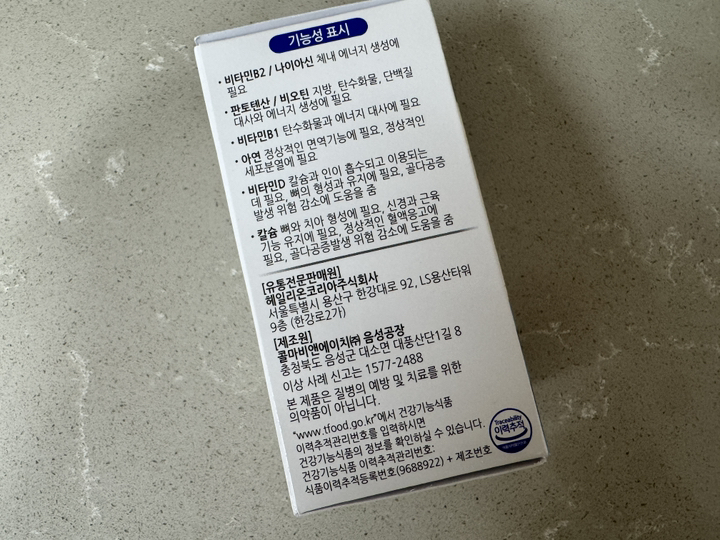 기능성 표시
• 비타민B2 / 나이아신 체내 에너지 생성에
필요
• 판토텐산 / 비오틴 지방, 탄수화물, 단백질
대사와 에너지 생성에 필요
• 비타민B1 탄수화물과 에너지 대사에 필요
• 아연 정상적인 면역기능에 필요, 정상적인
세포분열에 필요
• 비타민D 칼슘과 인이 흡수되고 이용되는
데 필요, 뼈의 형성과 유지에 필요, 골다공증
발생 위험 감소에 도움을 줌
• 칼슘 뼈와 치아 형성에 필요, 신경과 근육
기능 유지에 필요, 정상적인 혈액응고에
필요, 골다공증발생 위험 감소에 도움을 줌
[유통전문판매원]
헤일리온코리아주식회사
서울특별시 용산구 한강대로 92, LS용산타워
9층 (한강로2가)
[제조원]
콜마비앤에이치㈜ 음성공장
충청북도 음성군 대소면 대풍산단1길 8
이상 사례 신고는 1577-2488
본 제품은 질병의 예방 및 치료를 위한
의약품이 아닙니다.
"www.tfood.go.kr"에서 건강기능식품
이력추적관리번호를 입력하시면
건강기능식품의 정보를 확인하실 수 있습니다.
건강기능식품 이력추적관리번호:
식품이력추적등록번호(9688922) + 제조번호
Traceability
이력추적